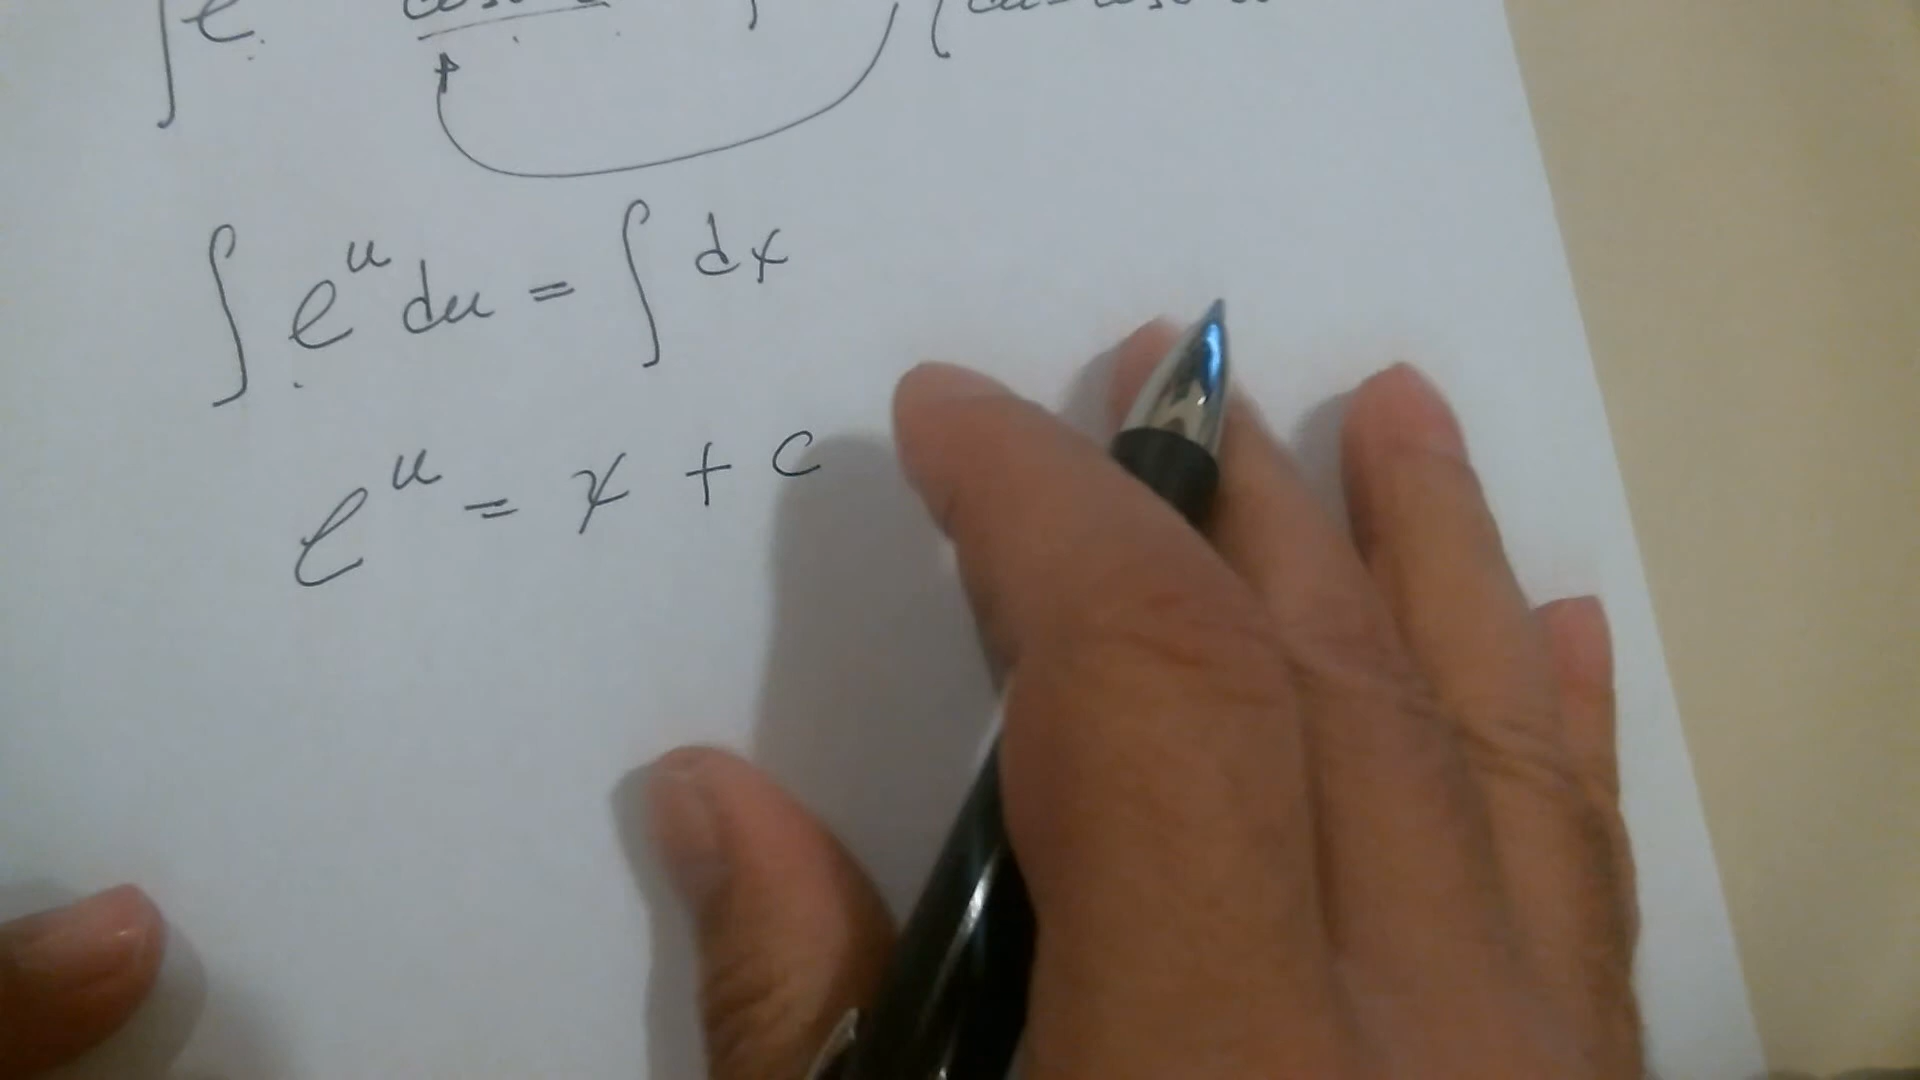 ∫e
∫ e^u du = ∫ dx
e^u = x + c